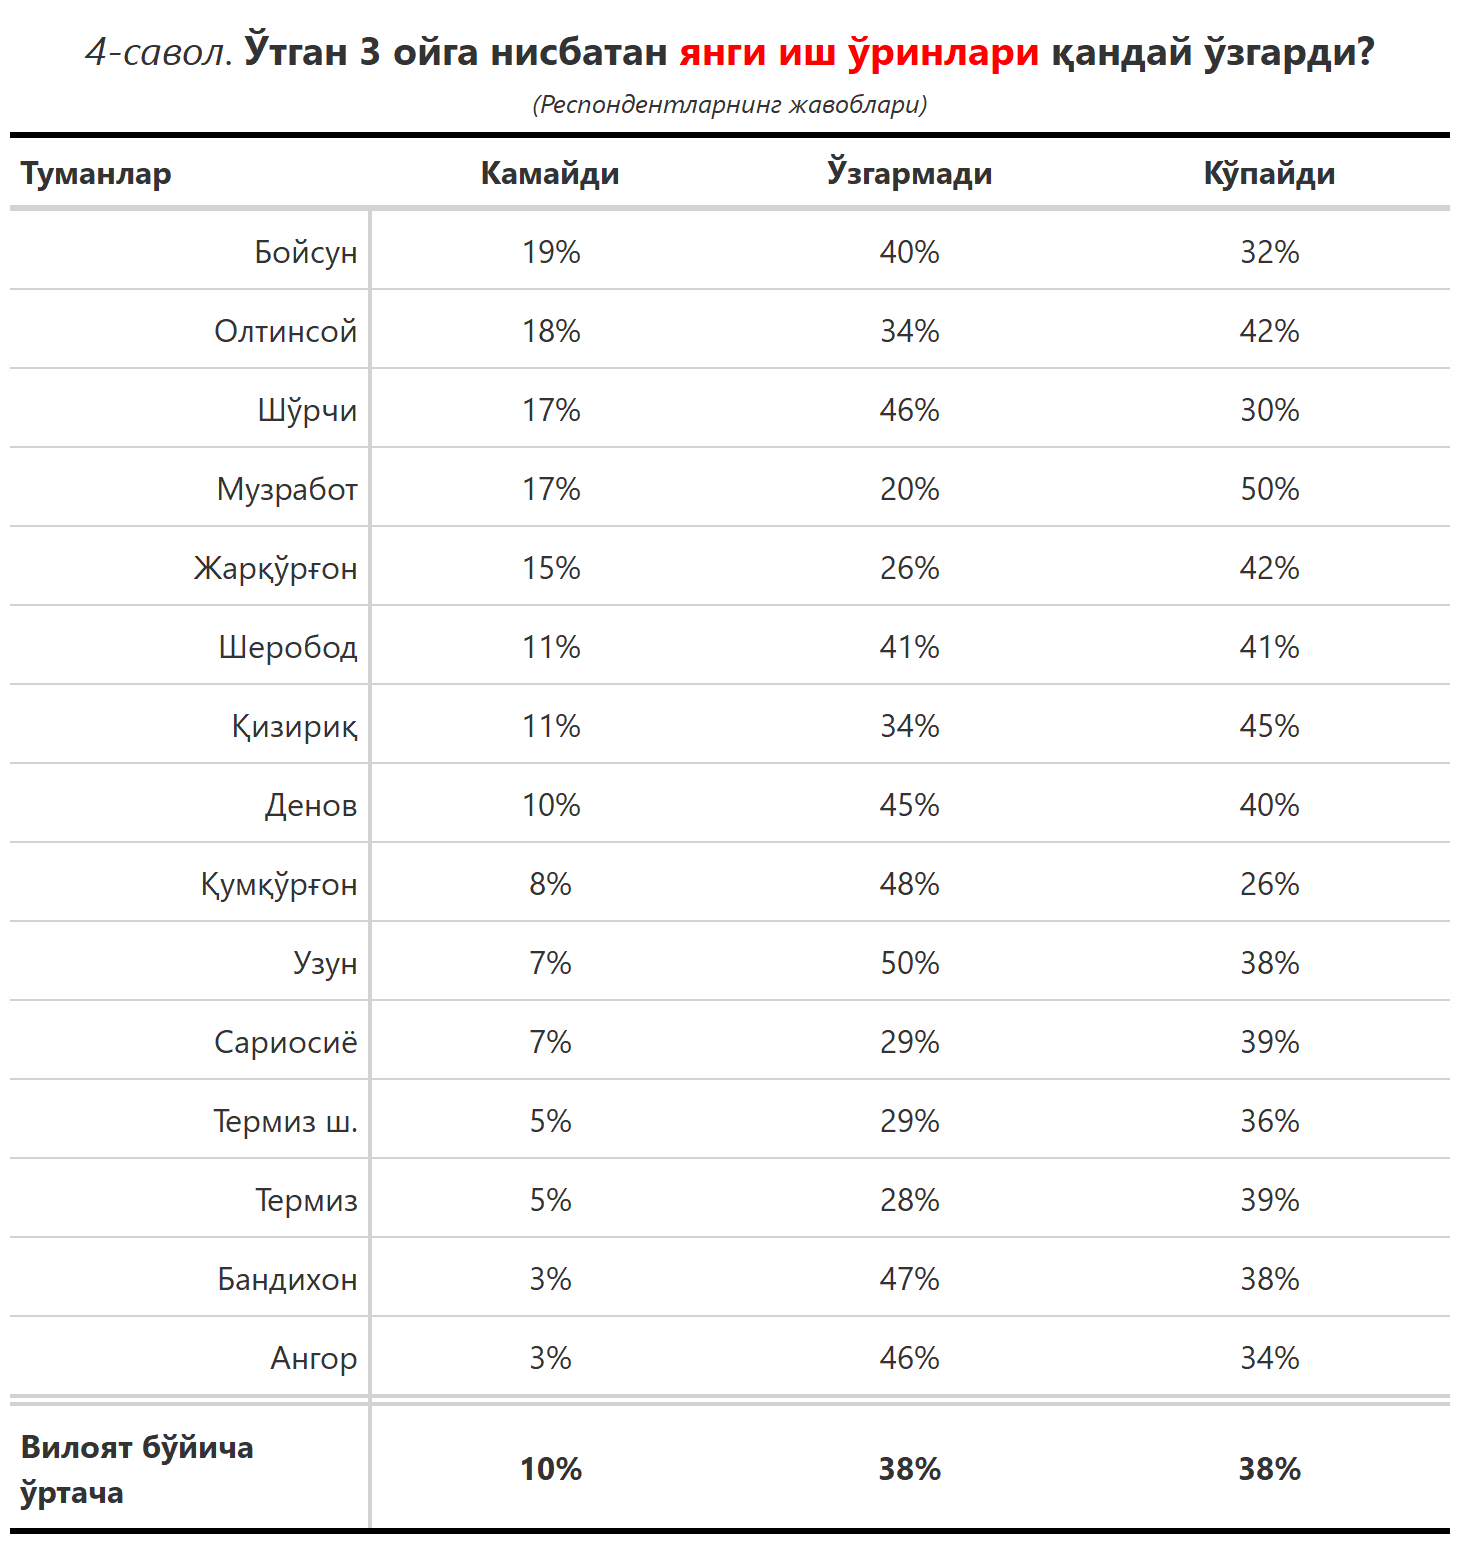 4-савол. Ўтган 3 ойга нисбатан янги иш ўринлари қандай ўзгарди?
(Респондентларнинг жавоблари)
Туманлар Камайди Ўзгармади Кўпайди
Бойсун 19% 40% 32%
Олтинсой 18% 34% 42%
Шўрчи 17% 46% 30%
Музработ 17% 20% 50%
Жарқўрғон 15% 26% 42%
Шеробод 11% 41% 41%
Қизириқ 11% 34% 45%
Денов 10% 45% 40%
Қумқўрғон 8% 48% 26%
Узун 7% 50% 38%
Сариосиё 7% 29% 39%
Термиз ш. 5% 29% 36%
Термиз 5% 28% 39%
Бандихон 3% 47% 38%
Ангор 3% 46% 34%
Вилоят бўйича
ўртача 10% 38% 38%